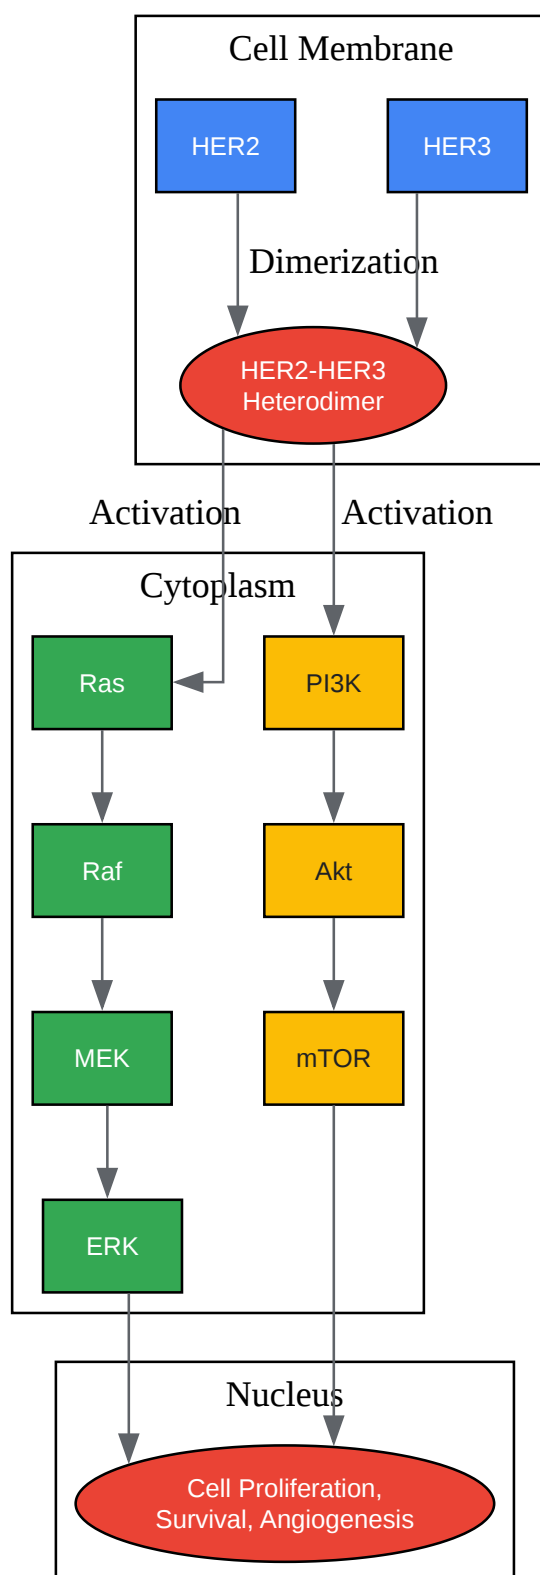 Cell Membrane
HER2
HER3
Dimerization
HER2-HER3
Heterodimer
Activation
Activation
Cytoplasm
Ras
PI3K
Raf
Akt
MEK
mTOR
ERK
Nucleus
Cell Proliferation,
Survival, Angiogenesis